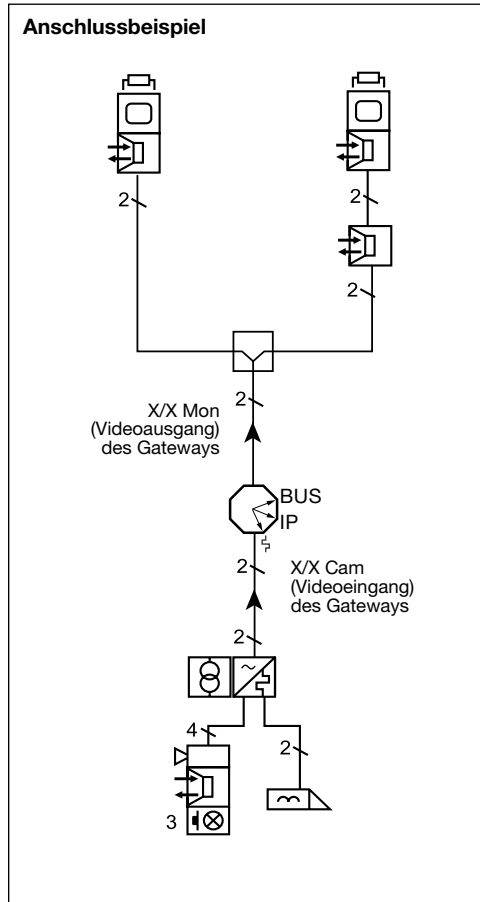 Anschlussbeispiel
2
2
2
2
X/X Mon
(Videoausgang)
des Gateways
BUS
IP
2
X/X Cam
(Videoeingang)
des Gateways
2
4
2
3